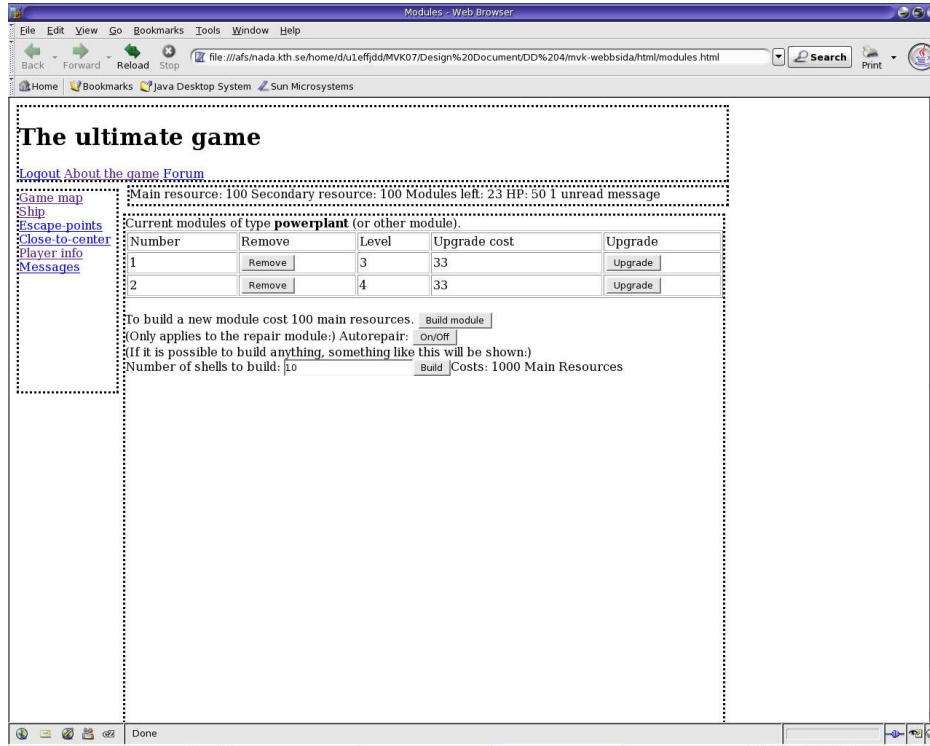 Modules - Web Browser
File Edit View Go Bookmarks Tools Window Help
Back Forward Reload Stop file:///afs/nada.kth.se/home/d/u1effjdd/MVK07/Design%20Document/DD%204/mvk-webbsida/html/modules.html Search Print
Home Bookmarks Java Desktop System Sun Microsystems
The ultimate game
Logout About the game Forum
Game map
Ship
Escape-points
Close-to-center
Player info
Messages
Main resource: 100 Secondary resource: 100 Modules left: 23 HP: 50 1 unread message
Current modules of type powerplant (or other module).
Number Remove Level Upgrade cost Upgrade
1 Remove 3 33 Upgrade
2 Remove 4 33 Upgrade
To build a new module cost 100 main resources. Build module
(Only applies to the repair module:) Autorepair: On/Off
(If it is possible to build anything, something like this will be shown:)
Number of shells to build: 10 Build Costs: 1000 Main Resources
Done